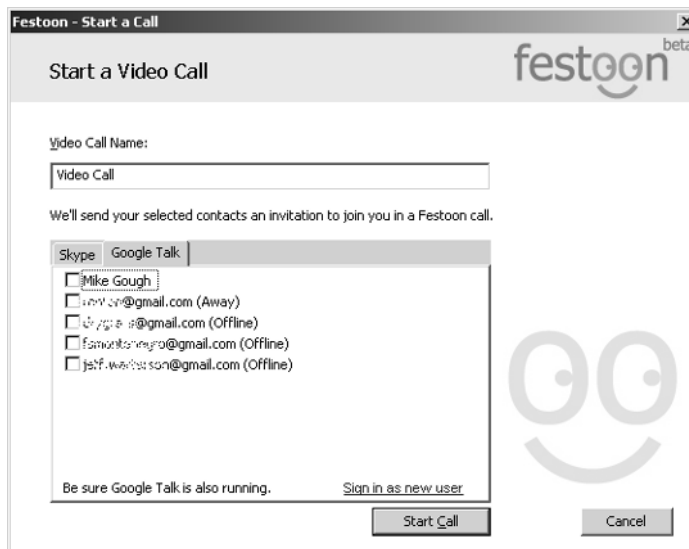 Festoon - Start a Call
beta
festoon
Start a Video Call
Video Call Name:
Video Call
We'll send your selected contacts an invitation to join you in a Festoon call.
Skype Google Talk
Mike Gough
@gmail.com (Away)
@gmail.com (Offline)
@gmail.com (Offline)
@gmail.com (Offline)
Be sure Google Talk is also running. Sign in as new user
Start Call Cancel